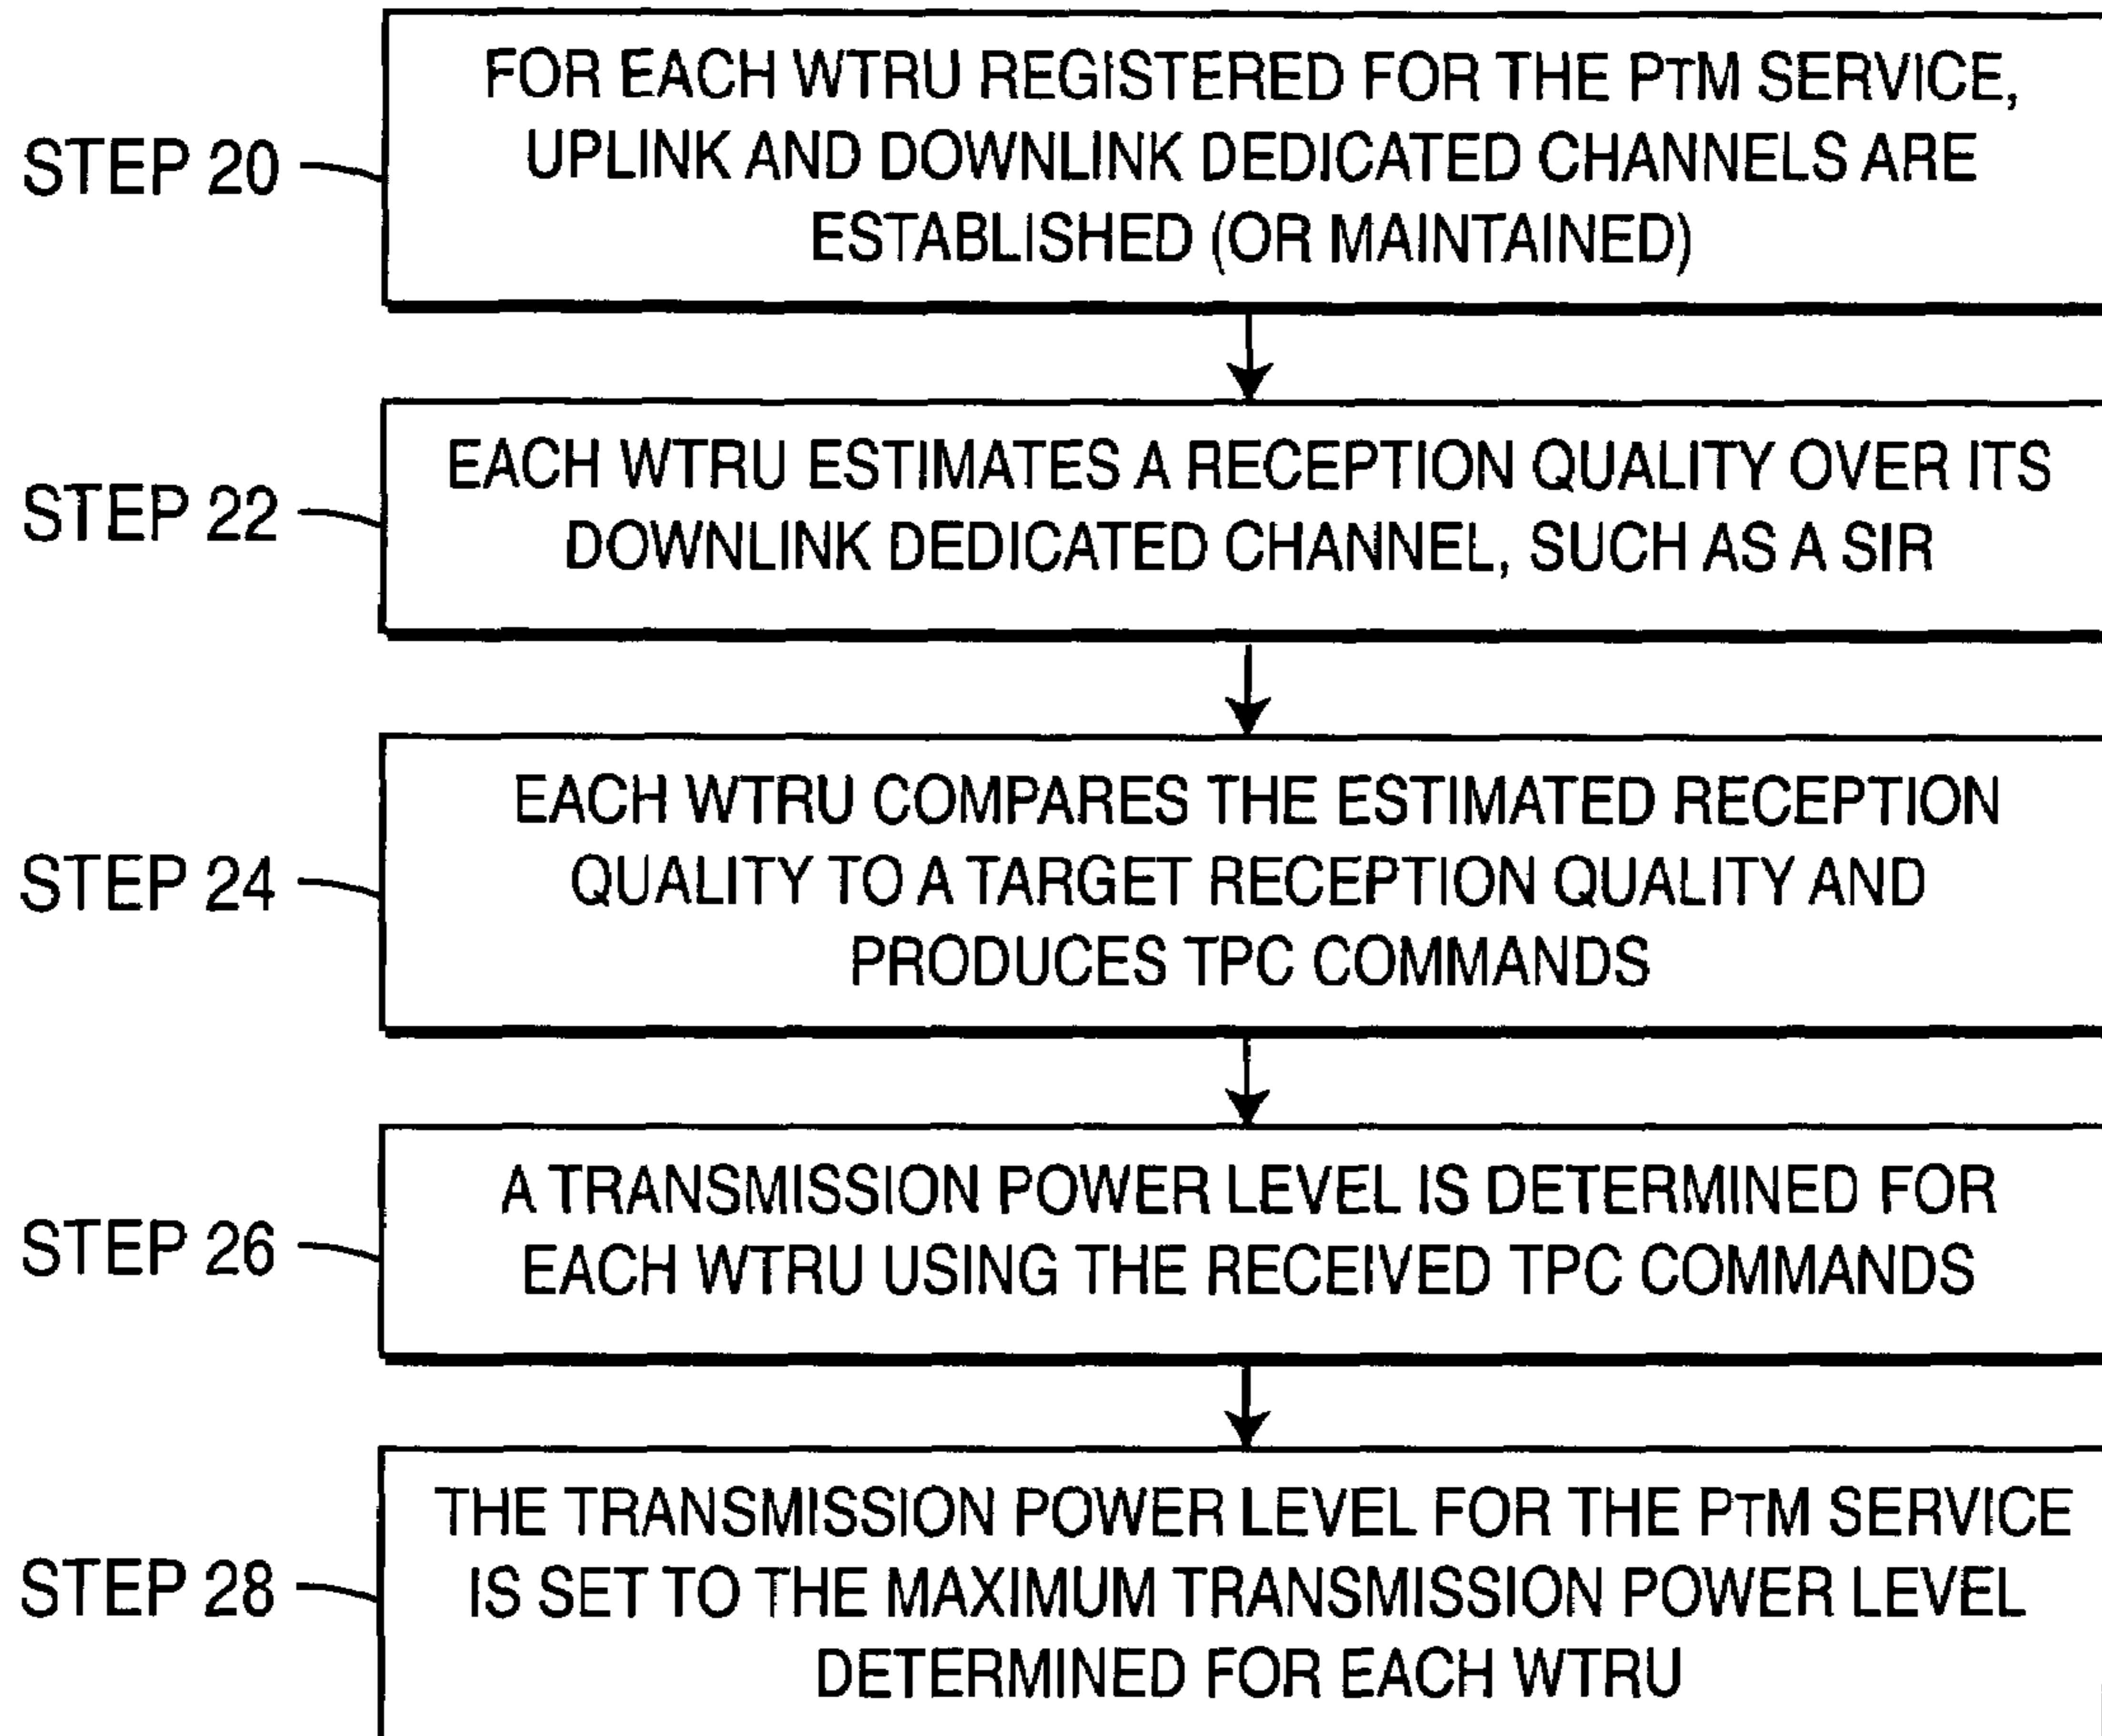 STEP 20
FOR EACH WTRU REGISTERED FOR THE PTM SERVICE,
UPLINK AND DOWNLINK DEDICATED CHANNELS ARE
ESTABLISHED (OR MAINTAINED)
STEP 22
EACH WTRU ESTIMATES A RECEPTION QUALITY OVER ITS
DOWNLINK DEDICATED CHANNEL, SUCH AS A SIR
STEP 24
EACH WTRU COMPARES THE ESTIMATED RECEPTION
QUALITY TO A TARGET RECEPTION QUALITY AND
PRODUCES TPC COMMANDS
STEP 26
A TRANSMISSION POWER LEVEL IS DETERMINED FOR
EACH WTRU USING THE RECEIVED TPC COMMANDS
STEP 28
THE TRANSMISSION POWER LEVEL FOR THE PTM SERVICE
IS SET TO THE MAXIMUM TRANSMISSION POWER LEVEL
DETERMINED FOR EACH WTRU